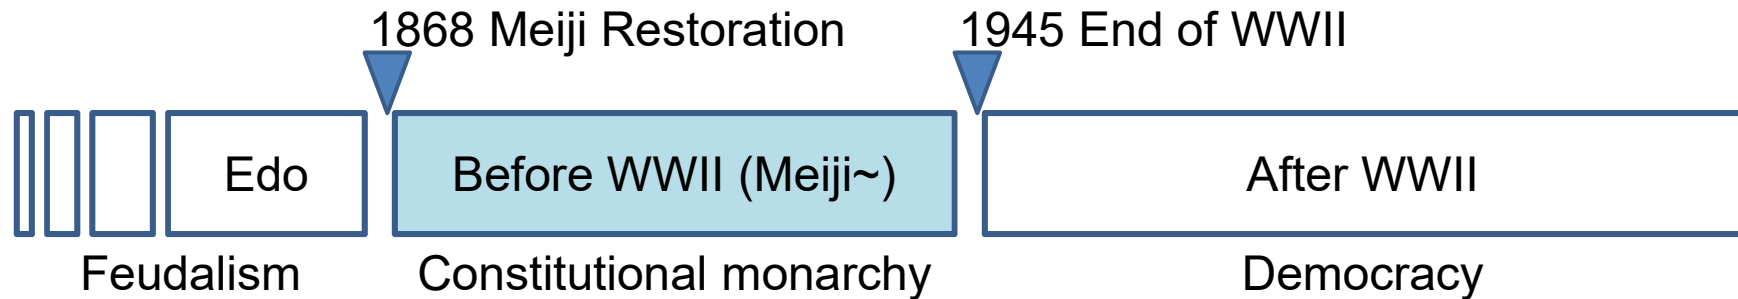 1868 Meiji Restoration
1945 End of WWII
Edo
Before WWII (Meiji~)
After WWII
Feudalism
Constitutional monarchy
Democracy